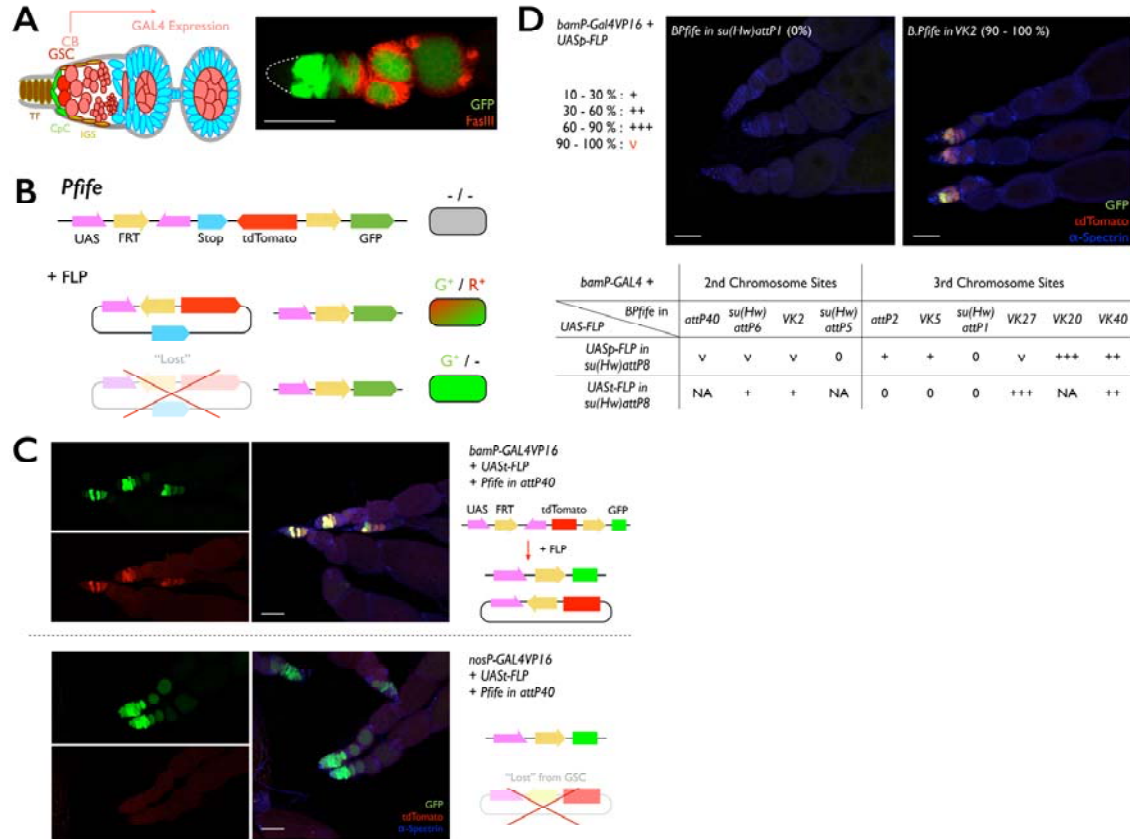 A
GAL4 Expression
CB
GSC
TF
CpC
IGS
GFP
FasIII
B
Pfife
UAS
FRT
Stop
tdTomato
GFP
- / -
+ FLP
G⁺ / R⁺
"Lost"
G⁺ / -
C
bamP-GAL4VP16
+ UASt-FLP
+ Pfife in attP40
UAS FRT tdTomato GFP
+ FLP
nosP-GAL4VP16
+ UASt-FLP
+ Pfife in attP40
"Lost" from GSC
GFP
tdTomato
α-Spectrin
D
bamP-Gal4VP16 +
UASp-FLP
10 - 30 % : +
30 - 60 % : ++
60 - 90 % : +++
90 - 100 % : v
BPfife in su(Hw)attP1 (0%)
B.Pfife in VK2 (90 - 100 %)
GFP
tdTomato
α-Spectrin
bamP-GAL4 + 2nd Chromosome Sites 3rd Chromosome Sites
BPfife in
UAS-FLP
attP40 su(Hw)attP6 VK2 su(Hw)attP5 attP2 VK5 su(Hw)attP1 VK27 VK20 VK40
UASp-FLP in su(Hw)attP8 v v v 0 + + 0 v +++ ++
UASt-FLP in su(Hw)attP8 NA + + NA 0 0 0 +++ NA ++